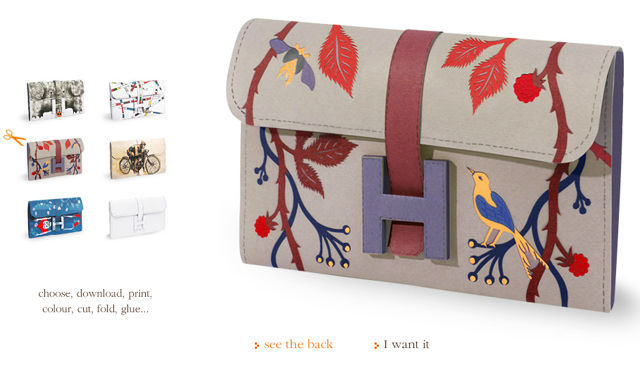 H
choose, download, print,
colour, cut, fold, glue...
see the back
I want it